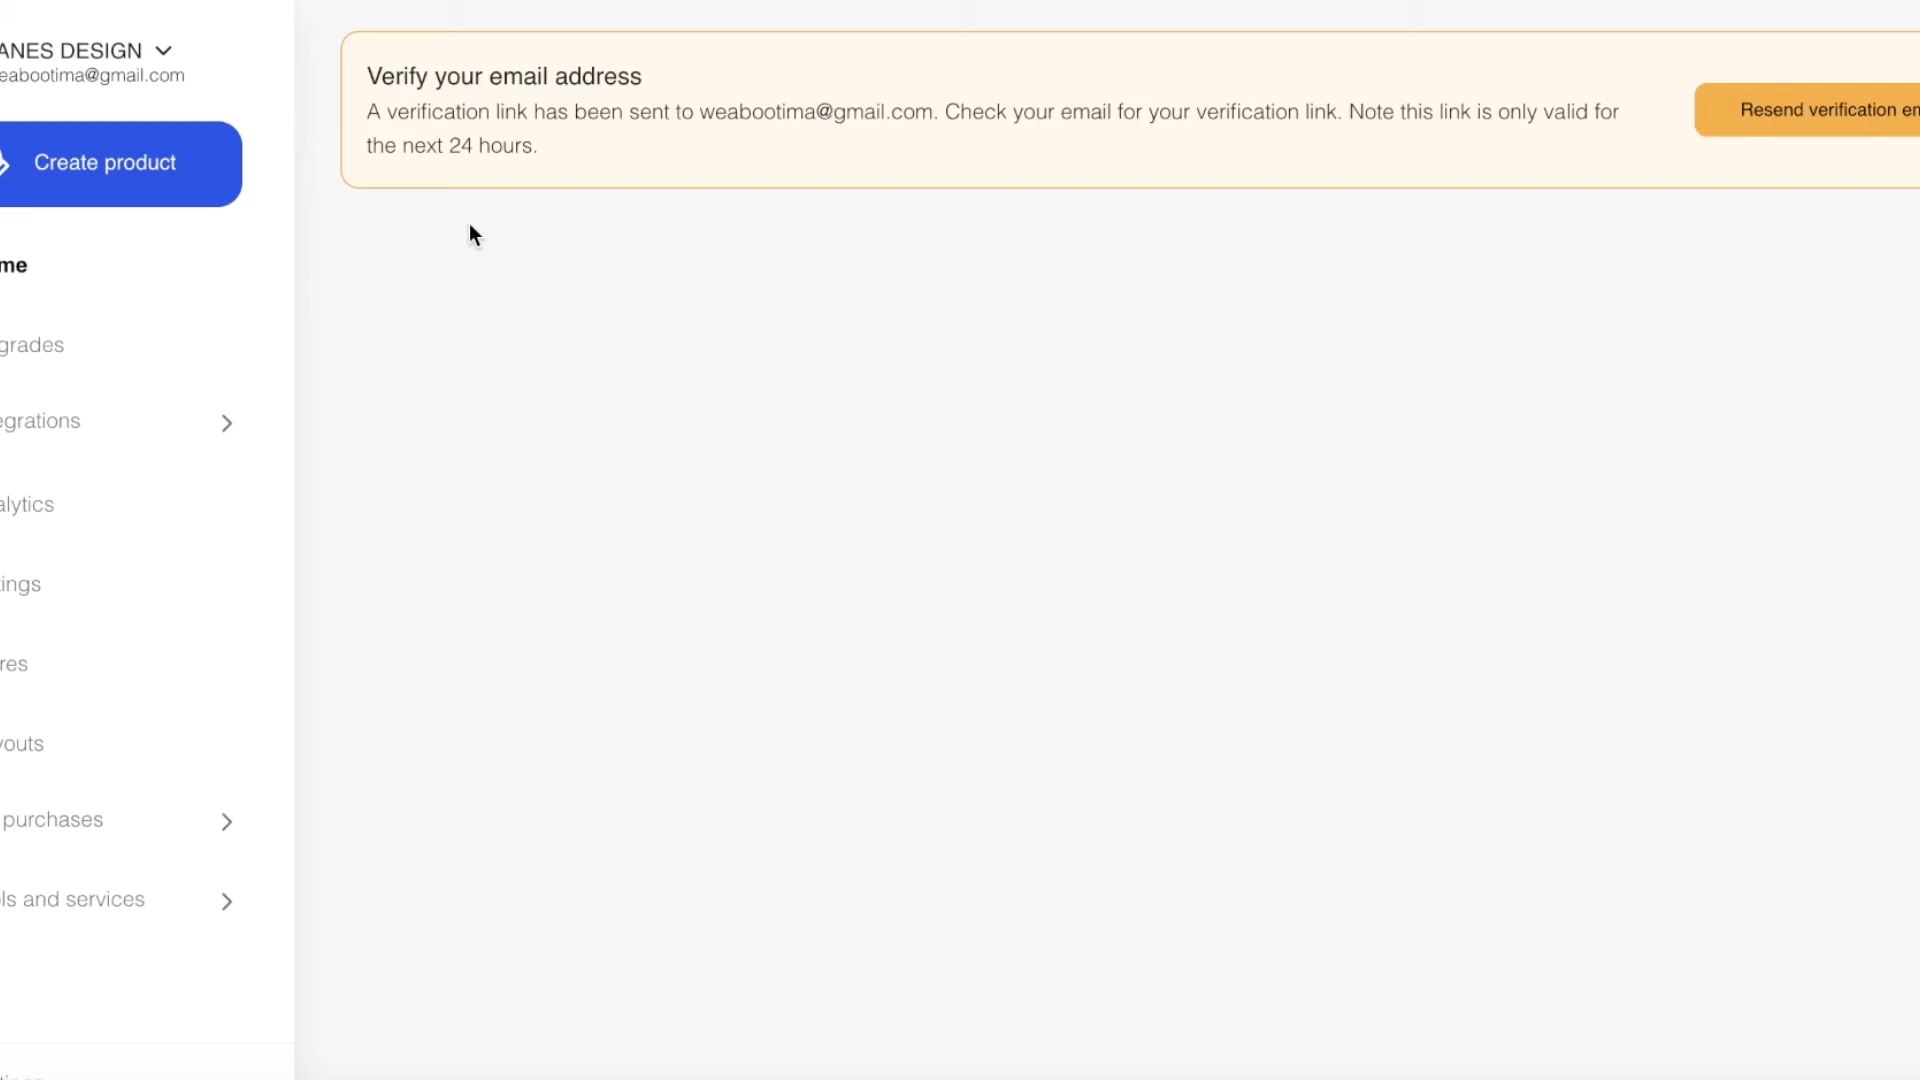 ANES DESIGN
eabootima@gmail.com
Create product
me
grades
egrations
alytics
ings
res
outs
purchases
ls and services
Verify your email address
A verification link has been sent to weabootima@gmail.com. Check your email for your verification link. Note this link is only valid for
the next 24 hours.
Resend verification em